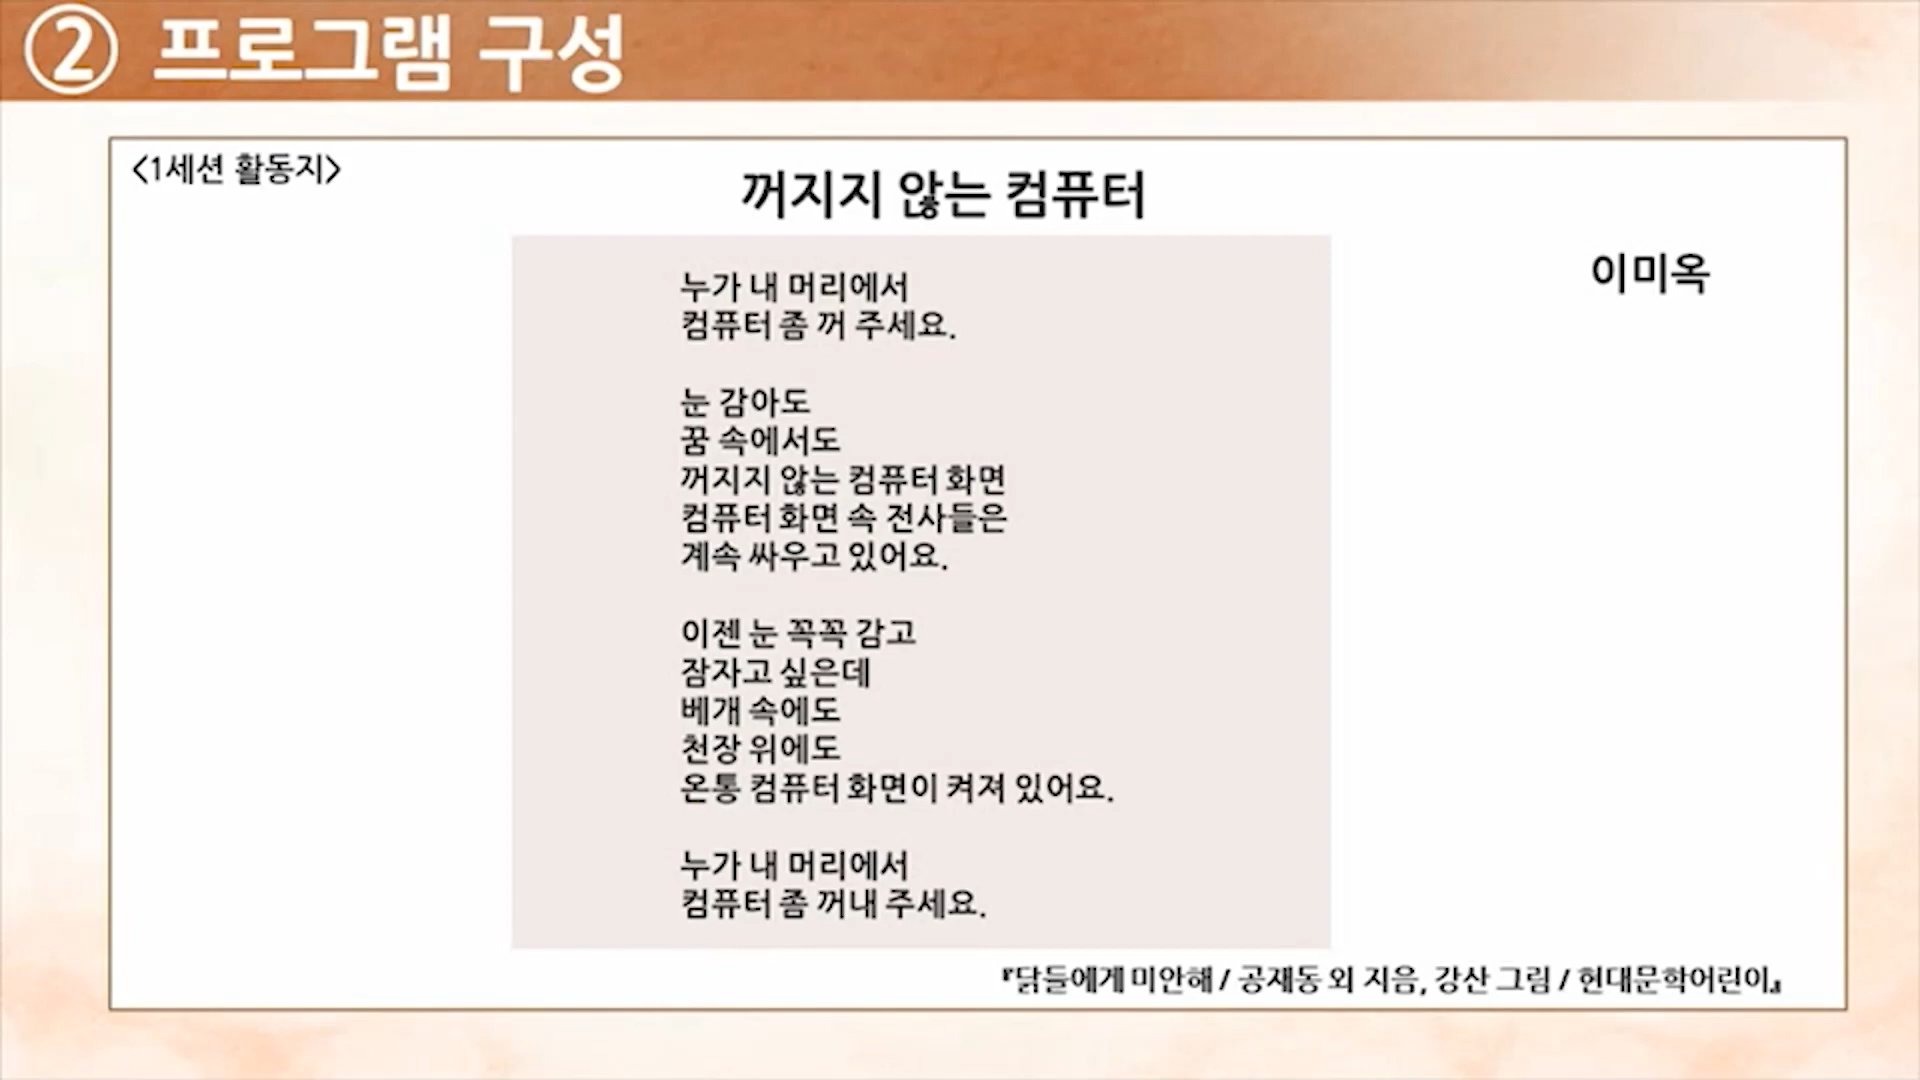 ② 프로그램 구성
<1세션 활동지>
꺼지지 않는 컴퓨터
이미옥
누가 내 머리에서
컴퓨터 좀 꺼 주세요.
눈 감아도
꿈 속에서도
꺼지지 않는 컴퓨터 화면
컴퓨터 화면 속 전사들은
계속 싸우고 있어요.
이젠 눈 꼭꼭 감고
잠자고 싶은데
베개 속에도
천장 위에도
온통 컴퓨터 화면이 켜져 있어요.
누가 내 머리에서
컴퓨터 좀 꺼내 주세요.
『닭들에게 미안해 / 공재동 외 지음, 강산 그림 / 현대문학어린이』